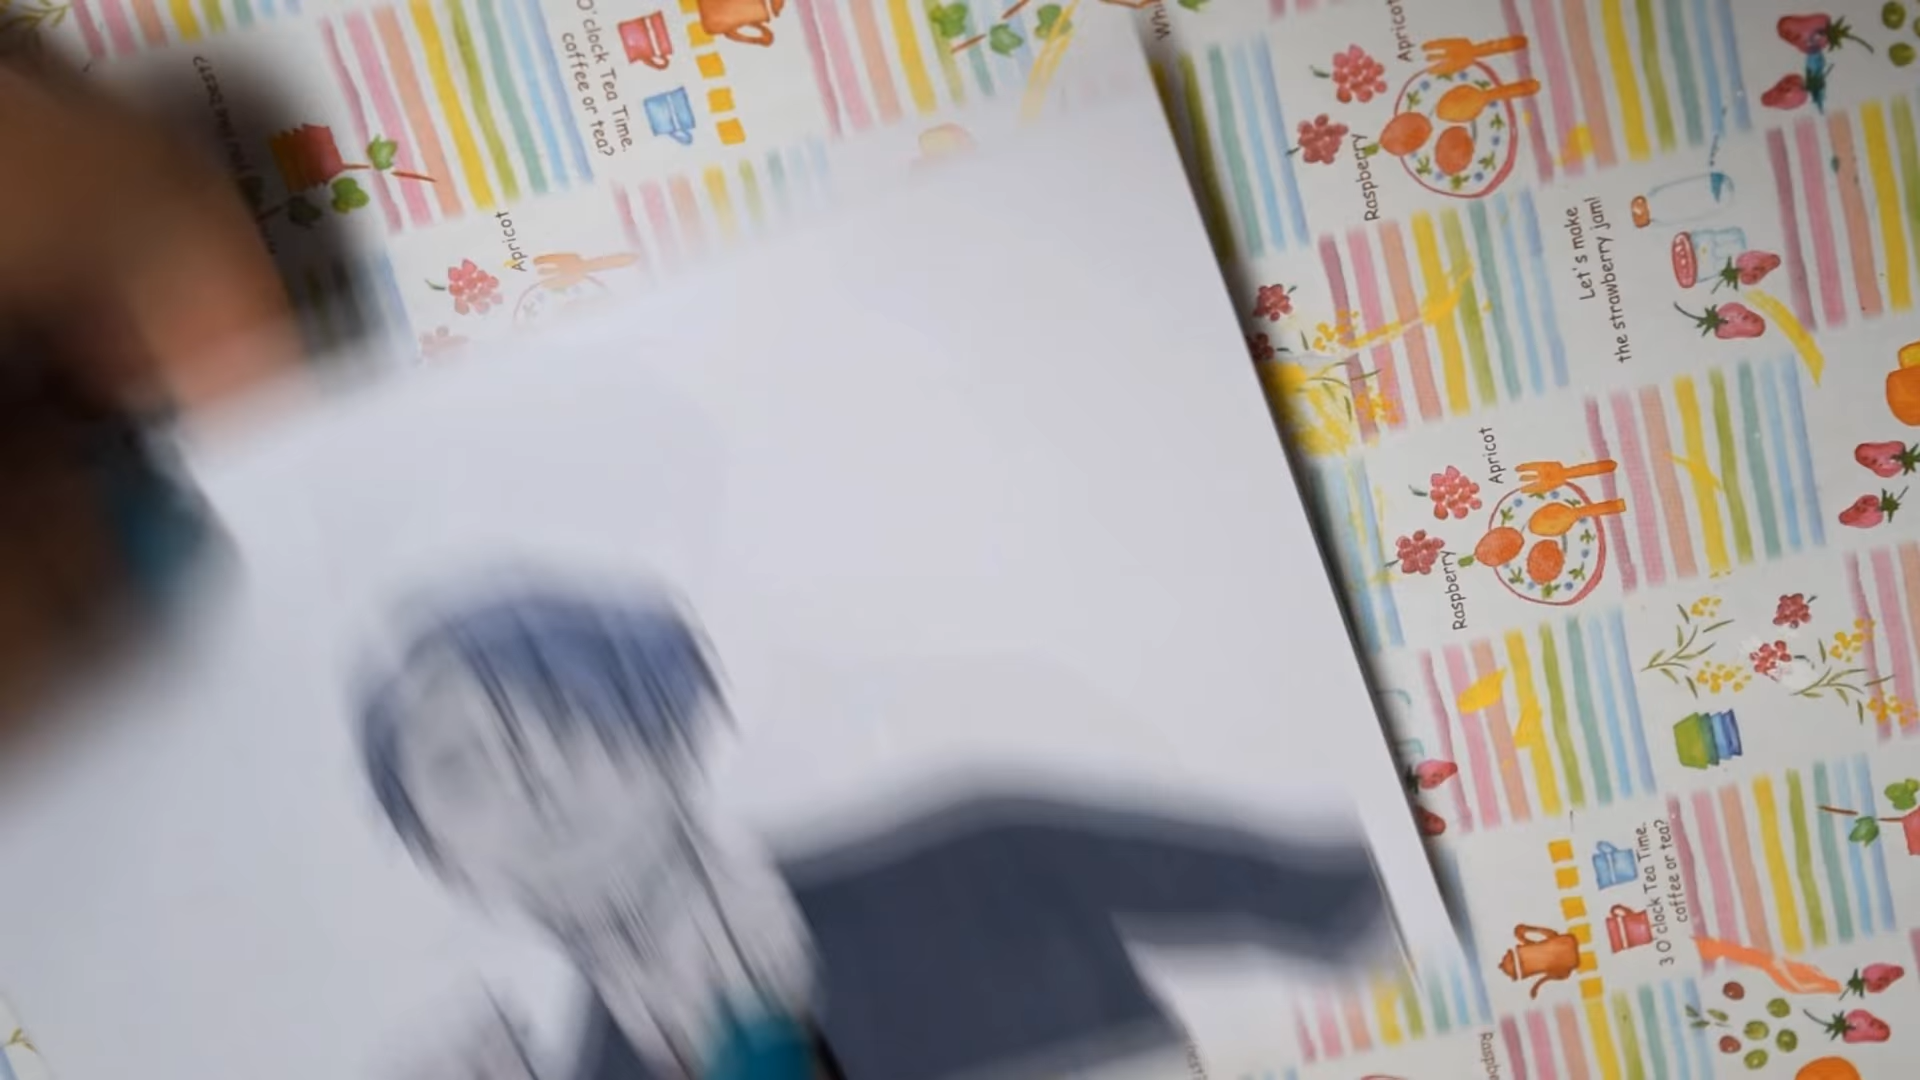 O'clock Tea Time.
coffee or tea?
Apricot
Apricot
Raspberry
Let's make
the strawberry jam!
Apricot
Raspberry
3 O'clock Tea Time.
coffee or tea?